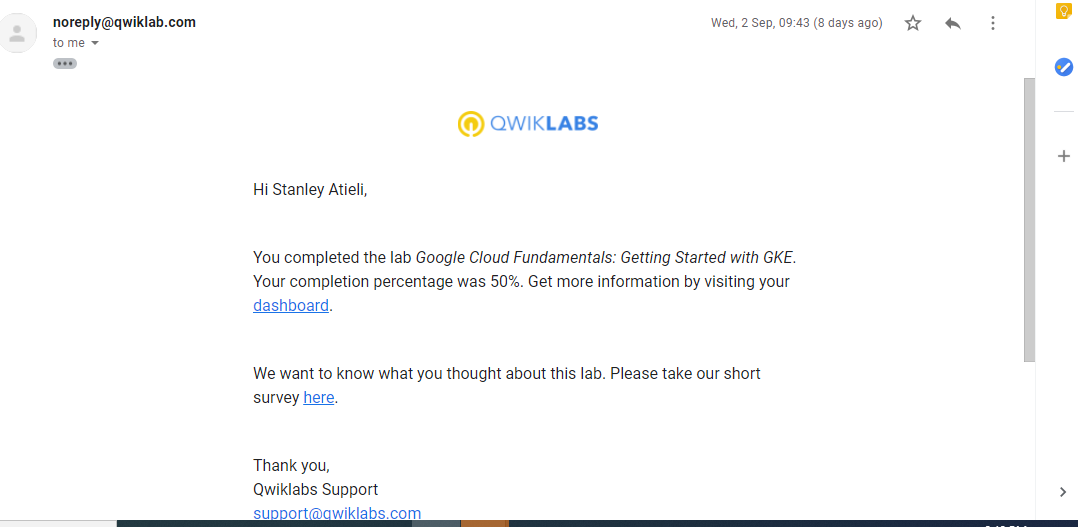 noreply@qwiklab.com
Wed, 2 Sep, 09:43 (8 days ago)
to me
QWIKLABS
Hi Stanley Atieli,
You completed the lab Google Cloud Fundamentals: Getting Started with GKE.
Your completion percentage was 50%. Get more information by visiting your
dashboard.
We want to know what you thought about this lab. Please take our short
survey here.
Thank you,
Qwiklabs Support
support@qwiklabs.com